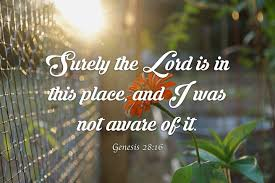 Surely the Lord is in
this place, and I was
not aware of it.
Genesis 28:16